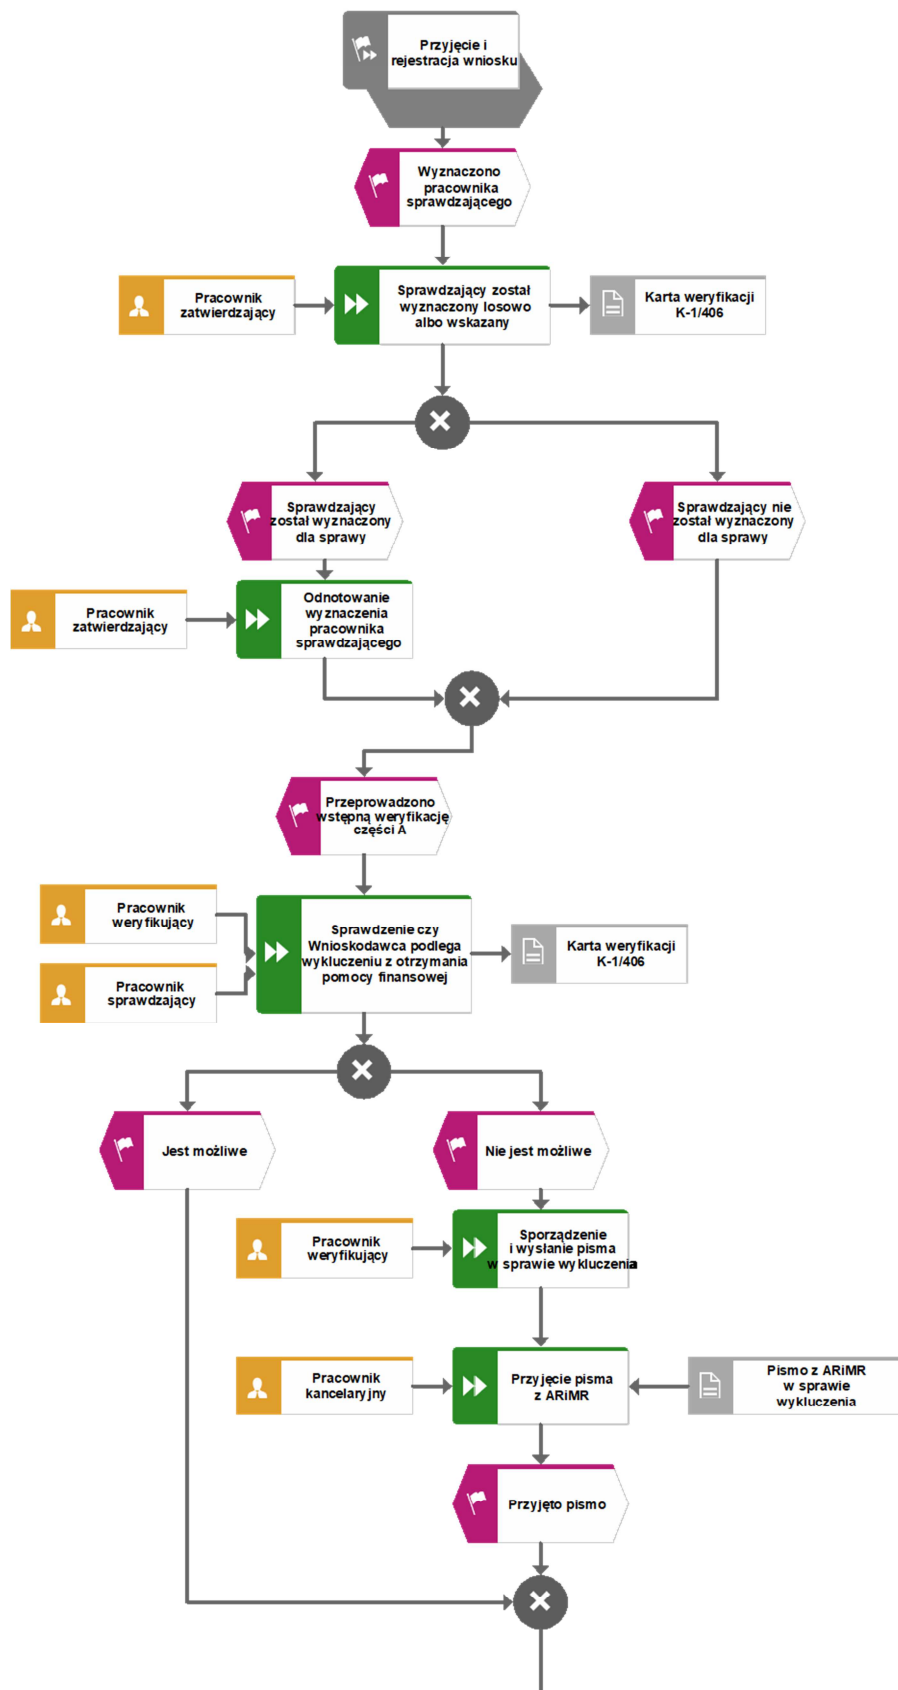 Przyjęcie i
rejestracja wniosku
Wyznaczono
pracownika
sprawdzającego
Pracownik
zatwierdzający
Sprawdzający został
wyznaczony losowo
albo wskazany
Karta weryfikacji
K-1/406
Sprawdzający
został wyznaczony
dla sprawy
Sprawdzający nie
został wyznaczony
dla sprawy
Pracownik
zatwierdzający
Odnotowanie
wyznaczenia
pracownika
sprawdzającego
Przeprowadzono
wstępną weryfikację
części A
Pracownik
weryfikujący
Pracownik
sprawdzający
Sprawdzenie czy
Wnioskodawca podlega
wykluczeniu z otrzymania
pomocy finansowej
Karta weryfikacji
K-1/406
Jest możliwe
Nie jest możliwe
Pracownik
weryfikujący
Sporządzenie
i wysłanie pisma
w sprawie wykluczenia
Pracownik
kancelaryjny
Przyjęcie pisma
z ARiMR
Pismo z ARiMR
w sprawie
wykluczenia
Przyjęto pismo